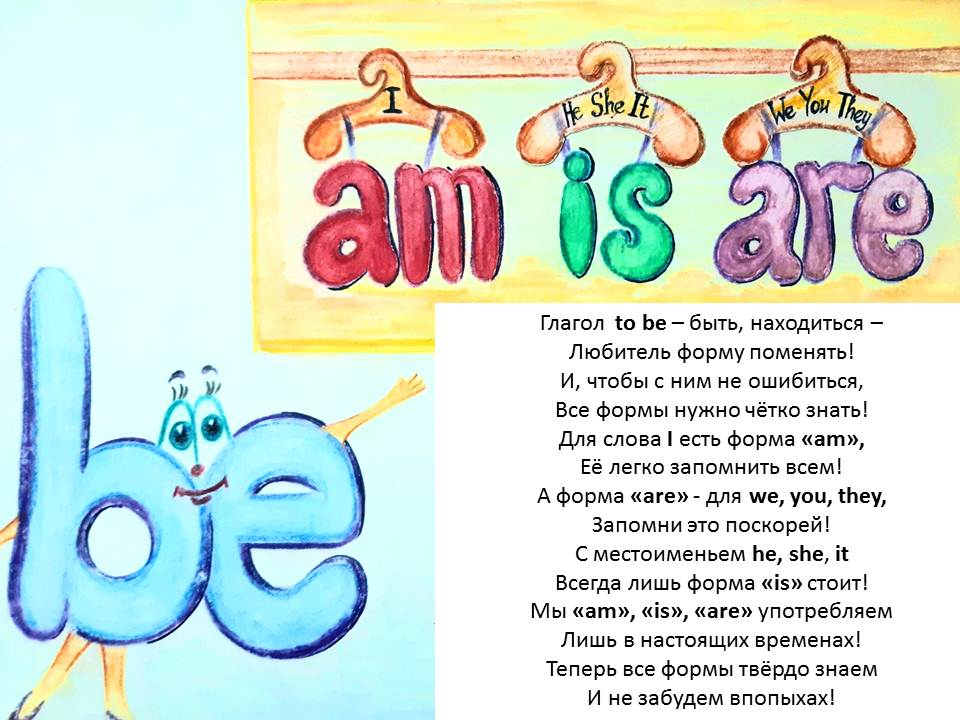 I
He She It
We You They
am is are
be
Глагол to be – быть, находиться –
Любитель форму поменять!
И, чтобы с ним не ошибиться,
Все формы нужно чётко знать!
Для слова I есть форма «am»,
Её легко запомнить всем!
А форма «are» - для we, you, they,
Запомни это поскорей!
С местоименьем he, she, it
Всегда лишь форма «is» стоит!
Мы «am», «is», «are» употребляем
Лишь в настоящих временах!
Теперь все формы твёрдо знаем
И не забудем впопыхах!